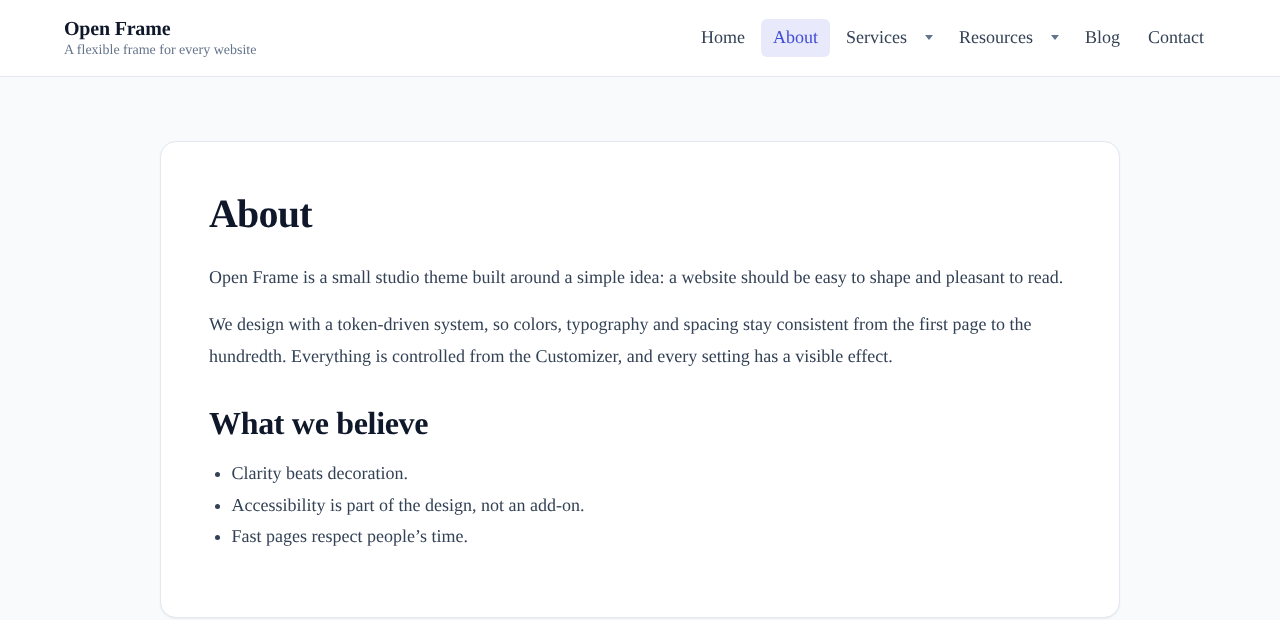 Open Frame
A flexible frame for every website
Home About Services Resources Blog Contact
About
Open Frame is a small studio theme built around a simple idea: a website should be easy to shape and pleasant to read.
We design with a token-driven system, so colors, typography and spacing stay consistent from the first page to the
hundredth. Everything is controlled from the Customizer, and every setting has a visible effect.
What we believe
• Clarity beats decoration.
• Accessibility is part of the design, not an add-on.
• Fast pages respect people’s time.